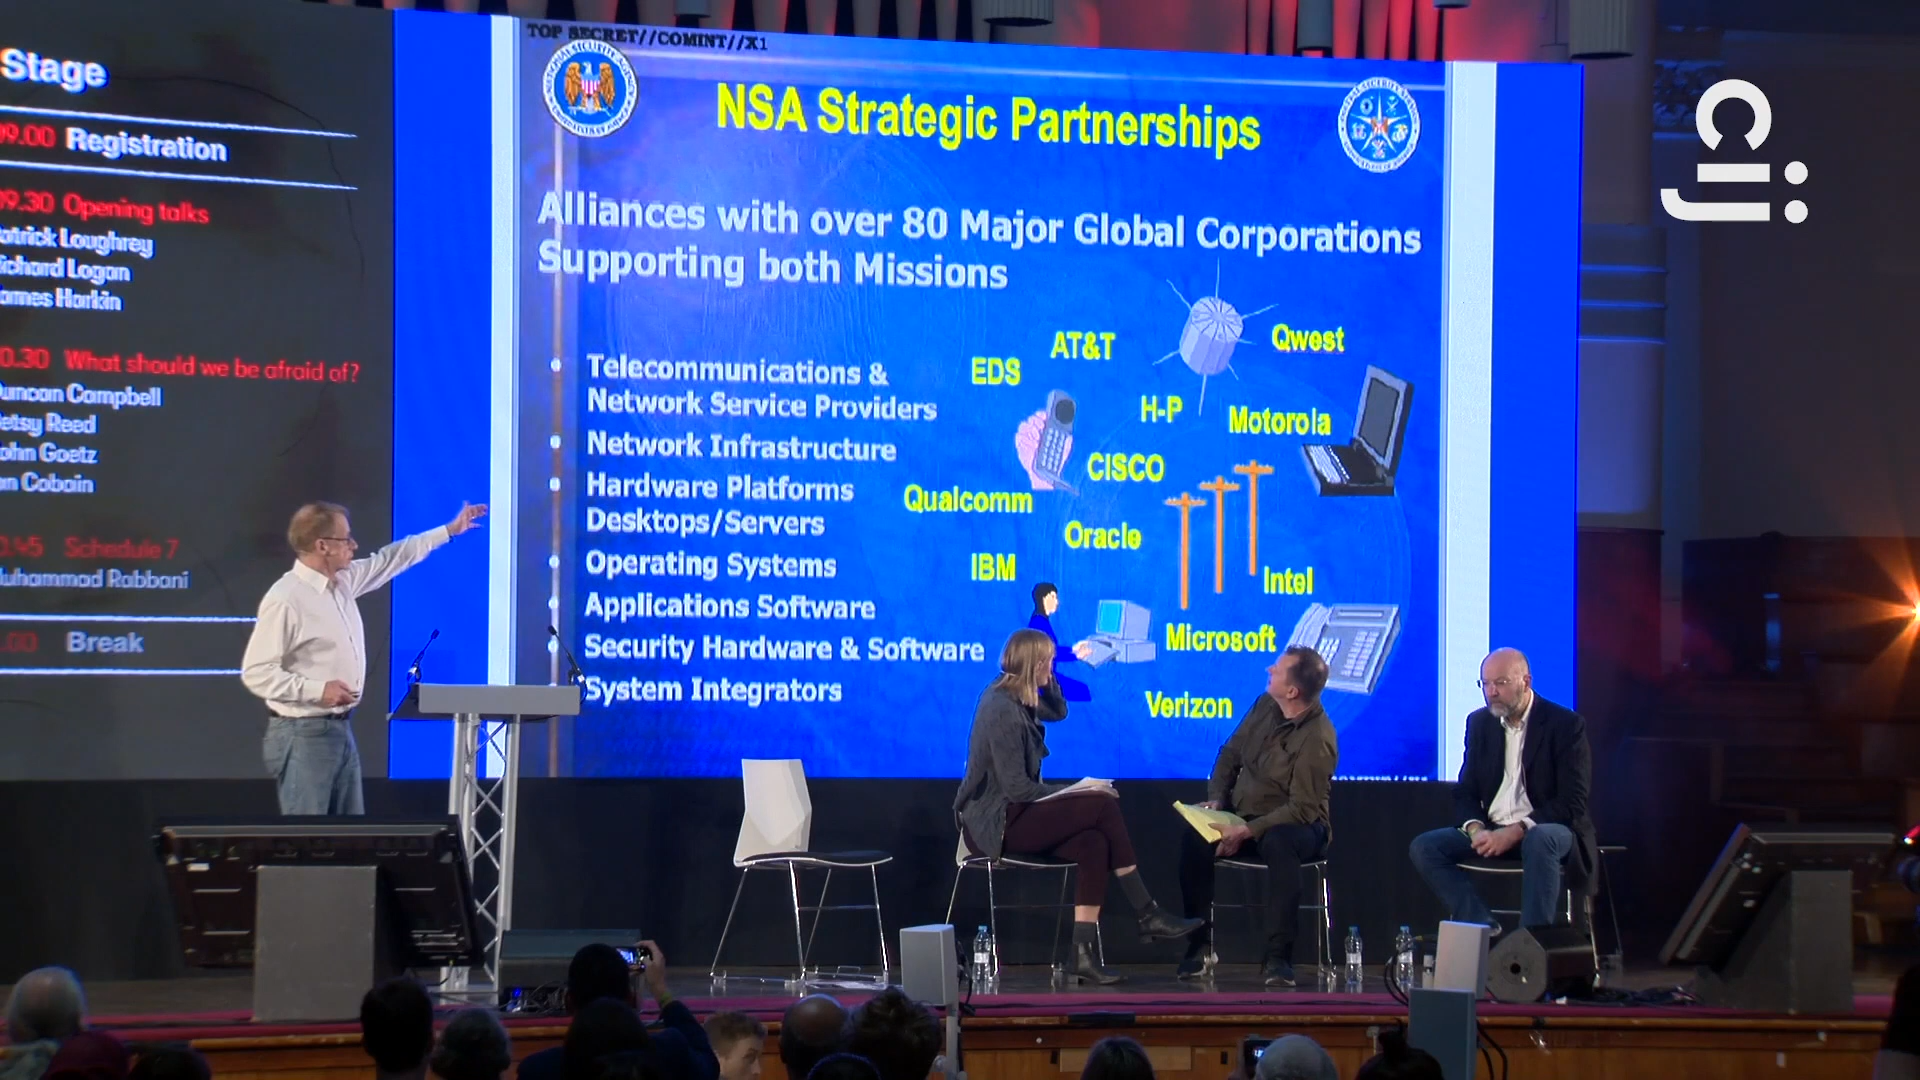 Stage
Registration
Opening talks
Loughrey
Logan
Harkin
What should we be afraid of?
Campbell
Reed
Goetz
Cobain
Schedule 7
Rabbani
Break
TOP SECRET//COMINT//X1
NSA Strategic Partnerships
Alliances with over 80 Major Global Corporations
Supporting both Missions
• Telecommunications &
Network Service Providers
• Network Infrastructure
• Hardware Platforms
Desktops/Servers
• Operating Systems
• Applications Software
• Security Hardware & Software
System Integrators
EDS
AT&T
Qwest
H-P
Motorola
CISCO
Qualcomm
Oracle
IBM
Intel
Microsoft
Verizon
cij